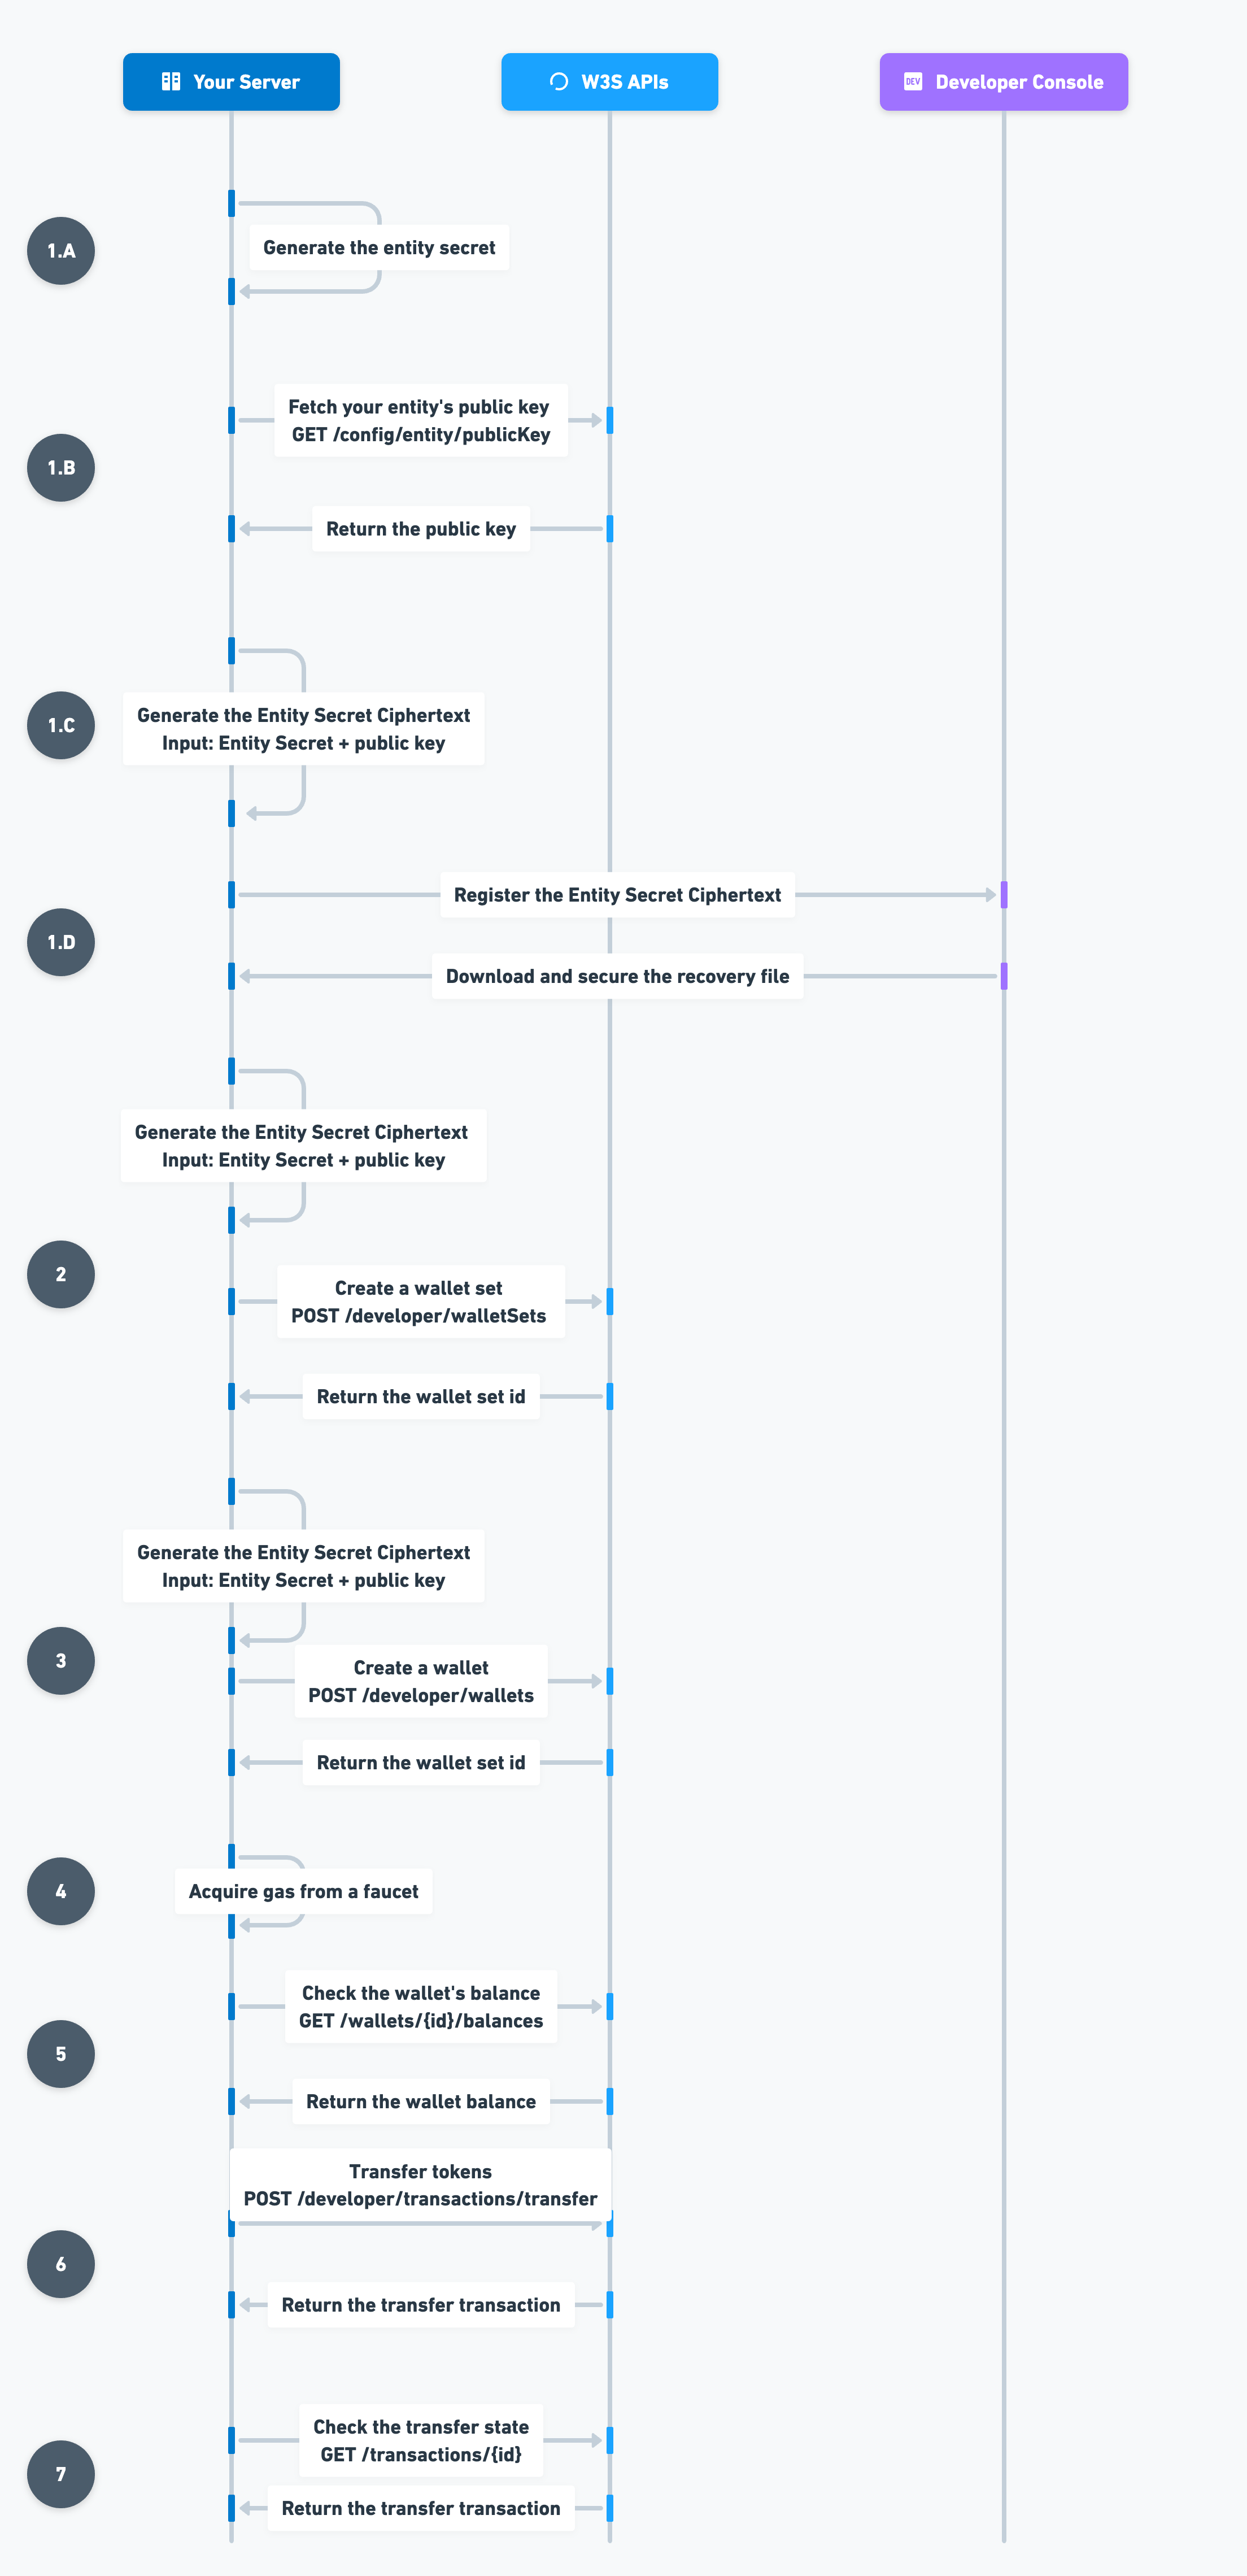 Your Server
W3S APIs
DEV
Developer Console
1.A
Generate the entity secret
1.B
Fetch your entity's public key
GET /config/entity/publicKey
Return the public key
1.C
Generate the Entity Secret Ciphertext
Input: Entity Secret + public key
1.D
Register the Entity Secret Ciphertext
Download and secure the recovery file
Generate the Entity Secret Ciphertext
Input: Entity Secret + public key
2
Create a wallet set
POST /developer/walletSets
Return the wallet set id
Generate the Entity Secret Ciphertext
Input: Entity Secret + public key
3
Create a wallet
POST /developer/wallets
Return the wallet set id
4
Acquire gas from a faucet
Check the wallet's balance
GET /wallets/{id}/balances
5
Return the wallet balance
Transfer tokens
POST /developer/transactions/transfer
6
Return the transfer transaction
Check the transfer state
GET /transactions/{id}
7
Return the transfer transaction